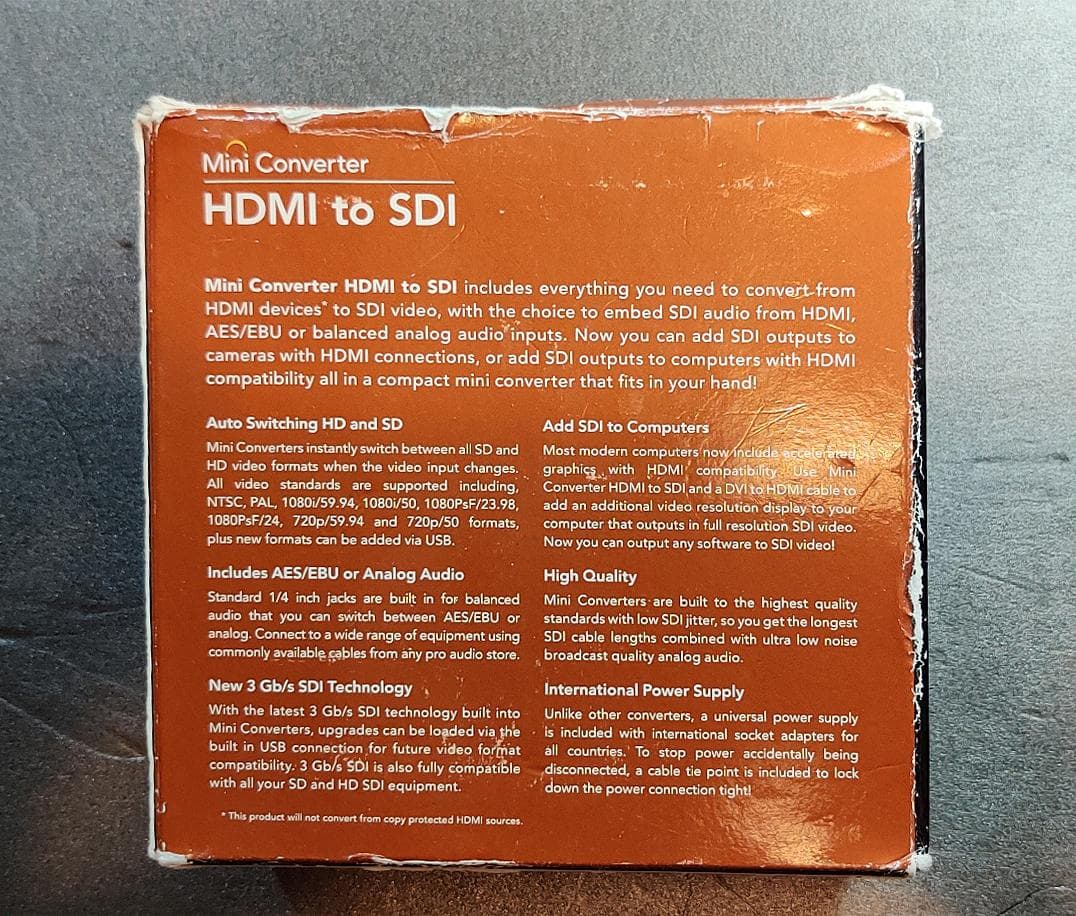 Mini Converter
HDMI to SDI
Mini Converter HDMI to SDI includes everything you need to convert from
HDMI devices* to SDI video, with the choice to embed SDI audio from HDMI,
AES/EBU or balanced analog audio inputs. Now you can add SDI outputs to
cameras with HDMI connections, or add SDI outputs to computers with HDMI
compatibility all in a compact mini converter that fits in your hand!
Auto Switching HD and SD
Mini Converters instantly switch between all SD and
HD video formats when the video input changes.
All video standards are supported including,
NTSC, PAL, 1080i/59.94, 1080i/50, 1080PsF/23.98,
1080PsF/24, 720p/59.94 and 720p/50 formats,
plus new formats can be added via USB.
Includes AES/EBU or Analog Audio
Standard 1/4 inch jacks are built in for balanced
audio that you can switch between AES/EBU or
analog. Connect to a wide range of equipment using
commonly available cables from any pro audio store.
New 3 Gb/s SDI Technology
With the latest 3 Gb/s SDI technology built into
Mini Converters, upgrades can be loaded via the
built in USB connection for future video format
compatibility. 3 Gb/s SDI is also fully compatible
with all your SD and HD SDI equipment.
Add SDI to Computers
Most modern computers now include accelerated
graphics with HDMI compatibility. Use Mini
Converter HDMI to SDI and a DVI to HDMI cable to
add an additional video resolution display to your
computer that outputs in full resolution SDI video.
Now you can output any software to SDI video!
High Quality
Mini Converters are built to the highest quality
standards with low SDI jitter, so you get the longest
SDI cable lengths combined with ultra low noise
broadcast quality analog audio.
International Power Supply
Unlike other converters, a universal power supply
is included with international socket adapters for
all countries. To stop power accidentally being
disconnected, a cable tie point is included to lock
down the power connection tight!
* This product will not convert from copy protected HDMI sources.